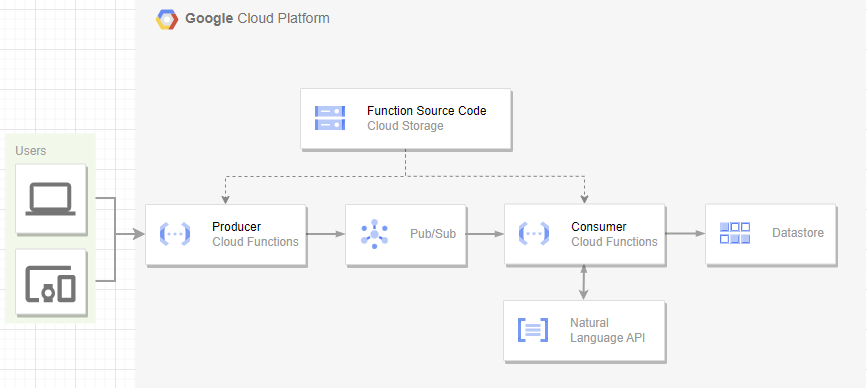 Google Cloud Platform
Function Source Code
Cloud Storage
Users
Producer
Cloud Functions
Pub/Sub
Consumer
Cloud Functions
Datastore
Natural
Language API